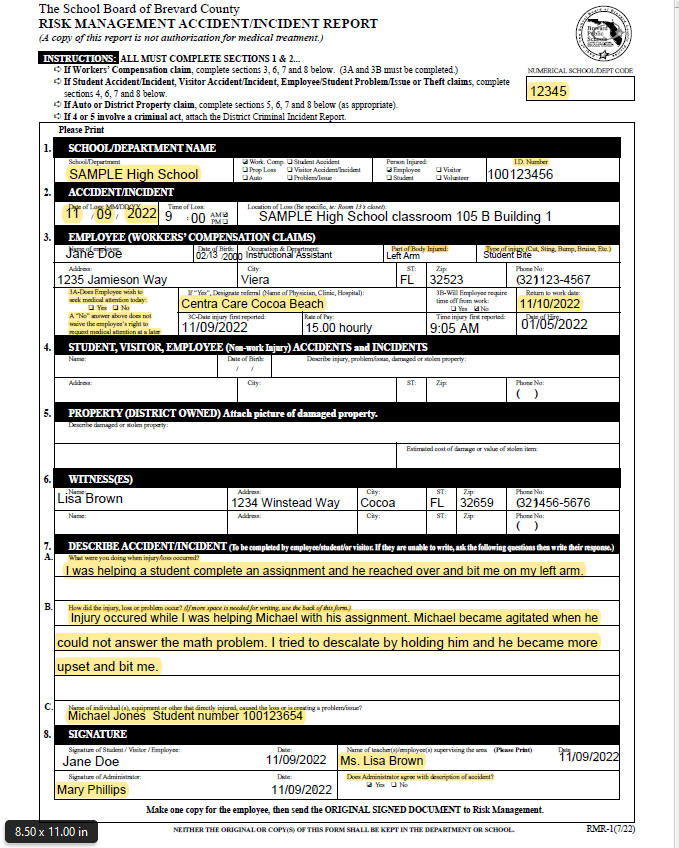 The School Board of Brevard County
RISK MANAGEMENT ACCIDENT/INCIDENT REPORT
(A copy of this report is not authorization for medical treatment.)
INSTRUCTIONS: ALL MUST COMPLETE SECTIONS 1 & 2...
➪ If Workers' Compensation claim, complete sections 3, 6, 7 and 8 below. (3A and 3B must be completed.)
➪ If Student Accident/Incident, Visitor Accident/Incident, Employee/Student Problem/Issue or Theft claims, complete
sections 4, 6, 7 and 8 below.
➪ If Auto or District Property claim, complete sections 5, 6, 7 and 8 below (as appropriate).
➪ If 4 or 5 involve a criminal act, attach the District Criminal Incident Report.
Brevard Public Schools
NUMERICAL SCHOOL/DEPT CODE
12345
Please Print
1. SCHOOL/DEPARTMENT NAME
School/Department
SAMPLE High School
☑ Work. Comp ☐ Student Accident
☐ Prop Loss ☐ Visitor Accident/Incident
☐ Auto ☐ Problem/Issue
Person Injured:
☑ Employee ☐ Visitor
☐ Student ☐ Volunteer
I.D. Number
100123456
2. ACCIDENT/INCIDENT
Date of Loss: MM/DD/YY
11 / 09 / 2022
Time of Loss:
9 : 00 AM ☑
PM ☐
Location of Loss (Be specific, ie: Room 13's closet):
SAMPLE High School classroom 105 B Building 1
3. EMPLOYEE (WORKERS' COMPENSATION CLAIMS)
Name of employee:
Jane Doe
Date of Birth:
02/13 /2000
Occupation & Department:
Instructional Assistant
Part of Body Injured:
Left Arm
Type of injury (Cut, Sting, Bump, Bruise, Etc.)
Student Bite
Address:
1235 Jamieson Way
City:
Viera
ST:
FL
Zip:
32523
Phone No:
(321)123-4567
3A-Does Employee wish to
seek medical attention today:
☐ Yes ☐ No
A "No" answer above does not
waive the employee's right to
request medical attention at a later
If "Yes", Designate referral (Name of Physician, Clinic, Hospital):
Centra Care Cocoa Beach
3B-Will Employee require
time off from work:
☐ Yes ☑ No
Return to work date:
11/10/2022
3C-Date injury first reported:
11/09/2022
Rate of Pay:
15.00 hourly
Time injury first reported:
9:05 AM
Date of Hire:
01/05/2022
4. STUDENT, VISITOR, EMPLOYEE (Non-work Injury) ACCIDENTS and INCIDENTS
Name:
Date of Birth:
/ /
Describe injury, problem/issue, damaged or stolen property:
Address:
City:
ST:
Zip:
Phone No:
( )
5. PROPERTY (DISTRICT OWNED) Attach picture of damaged property.
Describe damaged or stolen property:
Estimated cost of damage or value of stolen item:
6. WITNESS(ES)
Name:
Lisa Brown
Address:
1234 Winstead Way
City:
Cocoa
ST:
FL
Zip:
32659
Phone No:
(321)456-5676
Name:
Address:
City:
ST:
Zip:
Phone No:
( )
7. DESCRIBE ACCIDENT/INCIDENT (To be completed by employee/student/or visitor. If they are unable to write, ask the following questions then write their response.)
A. What were you doing when injury/loss occurred?
I was helping a student complete an assignment and he reached over and bit me on my left arm.
B. How did the injury, loss or problem occur? (If more space is needed for writing, use the back of this form.)
Injury occured while I was helping Michael with his assignment. Michael became agitated when he
could not answer the math problem. I tried to descalate by holding him and he became more
upset and bit me.
C. Name of individual(s), equipment or other that directly injured, caused the loss or is creating a problem/issue?
Michael Jones Student number 100123654
8. SIGNATURE
Signature of Student / Visitor / Employee:
Jane Doe
Date:
11/09/2022
Name of teacher(s)/employee(s) supervising the area (Please Print)
Ms. Lisa Brown
Date
11/09/2022
Signature of Administrator:
Mary Phillips
Date:
11/09/2022
Does Administrator agree with description of accident?
☑ Yes ☐ No
Make one copy for the employee, then send the ORIGINAL SIGNED DOCUMENT to Risk Management.
NEITHER THE ORIGINAL OR COPY(S) OF THIS FORM SHALL BE KEPT IN THE DEPARTMENT OR SCHOOL.
RMR-1(7/22)
8.50 x 11.00 in